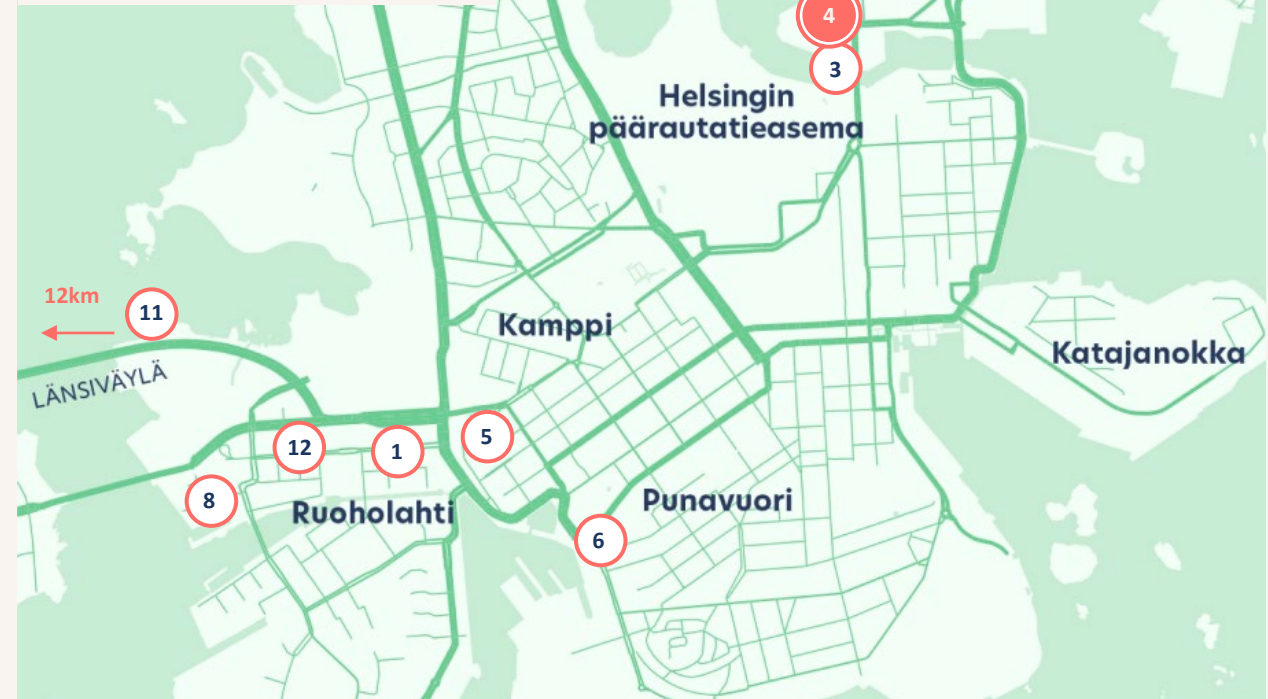 4
3
Helsingin
päärautatieasema
12km
11
Kamppi
Katajanokka
LÄNSIVÄYLÄ
5
12
1
8
Ruoholahti
Punavuori
6